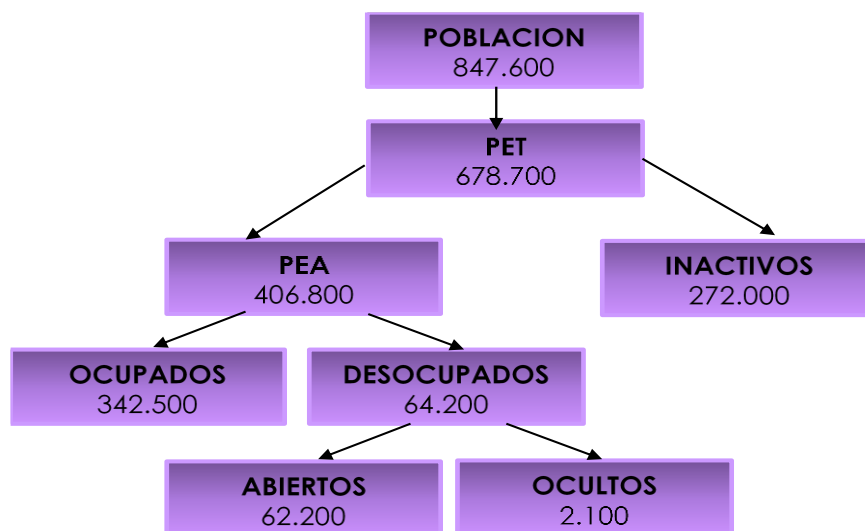 POBLACION
847.600
PET
678.700
PEA
406.800
INACTIVOS
272.000
OCUPADOS
342.500
DESOCUPADOS
64.200
ABIERTOS
62.200
OCULTOS
2.100